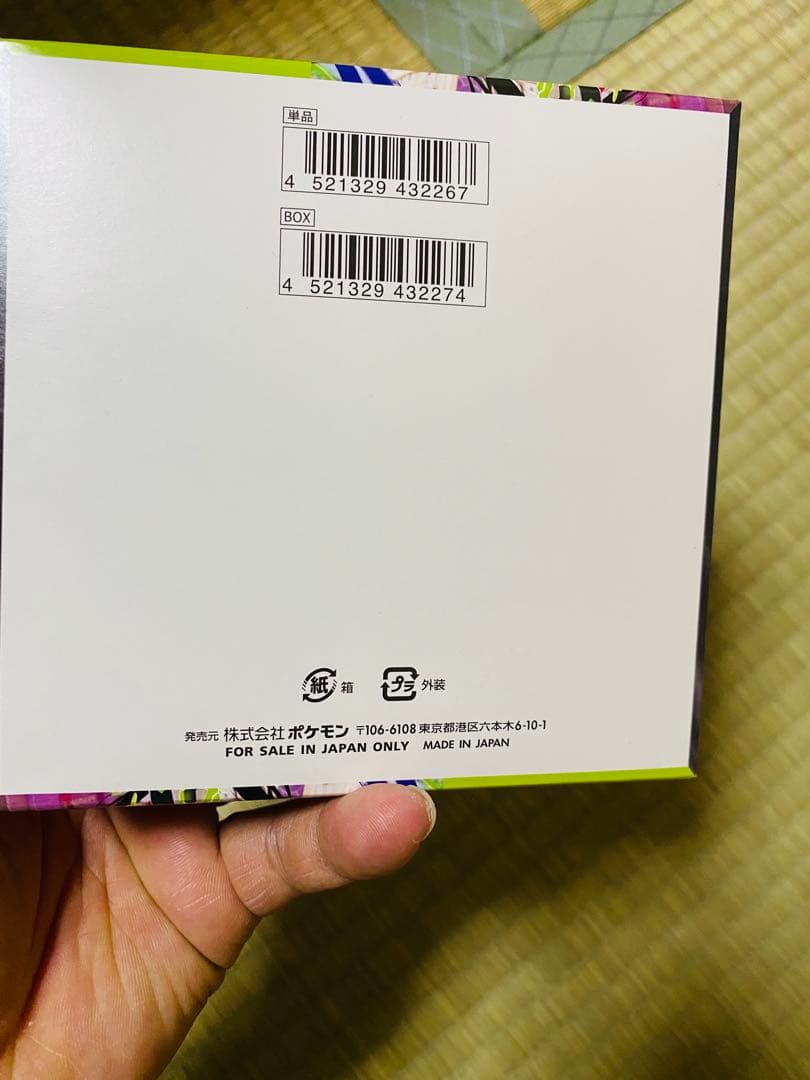 単品
4 521329 432267
BOX
4 521329 432274
紙 箱 プラ 外装
発売元 株式会社 ポケモン 〒106-6108 東京都港区六本木6-10-1
FOR SALE IN JAPAN ONLY MADE IN JAPAN